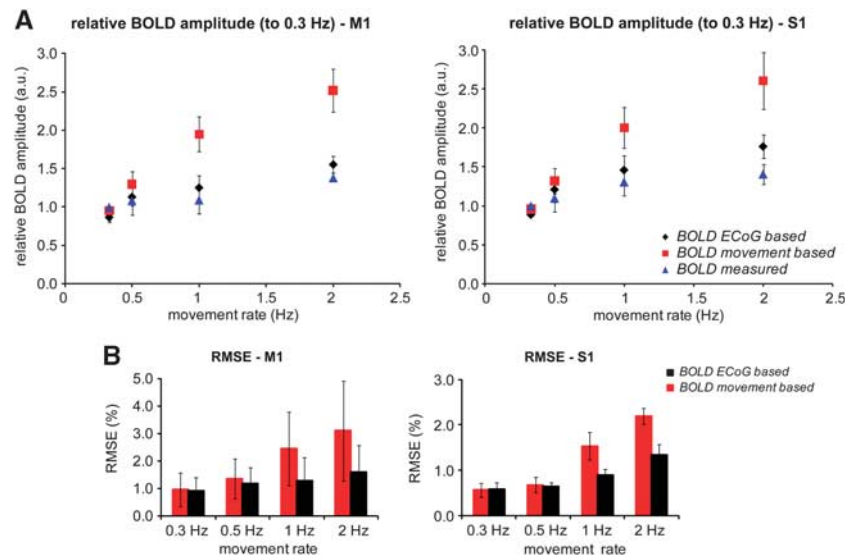 A
relative BOLD amplitude (to 0.3 Hz) - M1
relative BOLD amplitude (a.u.)
3.0
2.5
2.0
1.5
1.0
0.5
0.0
0 0.5 1 1.5 2 2.5
movement rate (Hz)
relative BOLD amplitude (to 0.3 Hz) - S1
relative BOLD amplitude (a.u.)
3.0
2.5
2.0
1.5
1.0
0.5
0.0
0 0.5 1 1.5 2 2.5
movement rate (Hz)
BOLD ECoG based
BOLD movement based
BOLD measured
B
RMSE - M1
RMSE (%)
5.0
4.0
3.0
2.0
1.0
0.0
0.3 Hz 0.5 Hz 1 Hz 2 Hz
movement rate
RMSE - S1
RMSE (%)
3.0
2.0
1.0
0.0
0.3 Hz 0.5 Hz 1 Hz 2 Hz
movement rate
BOLD ECoG based
BOLD movement based